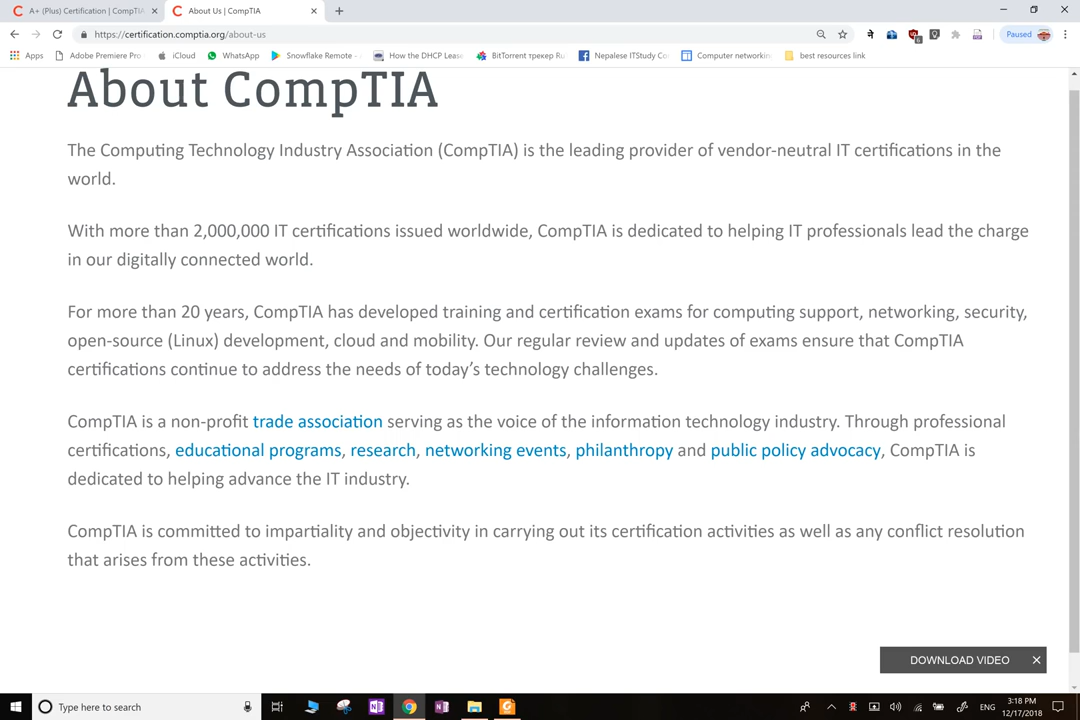 A+ (Plus) Certification | CompTIA
About Us | CompTIA
https://certification.comptia.org/about-us
Paused
Apps
Adobe Premiere Pro
iCloud
WhatsApp
Snowflake Remote -
How the DHCP Lease
BitTorrent трекер Ru
Nepalese ITStudy Co
Computer networkin
best resources link
About CompTIA
The Computing Technology Industry Association (CompTIA) is the leading provider of vendor-neutral IT certifications in the
world.
With more than 2,000,000 IT certifications issued worldwide, CompTIA is dedicated to helping IT professionals lead the charge
in our digitally connected world.
For more than 20 years, CompTIA has developed training and certification exams for computing support, networking, security,
open-source (Linux) development, cloud and mobility. Our regular review and updates of exams ensure that CompTIA
certifications continue to address the needs of today's technology challenges.
CompTIA is a non-profit trade association serving as the voice of the information technology industry. Through professional
certifications, educational programs, research, networking events, philanthropy and public policy advocacy, CompTIA is
dedicated to helping advance the IT industry.
CompTIA is committed to impartiality and objectivity in carrying out its certification activities as well as any conflict resolution
that arises from these activities.
DOWNLOAD VIDEO
Type here to search
ENG
3:18 PM
12/17/2018